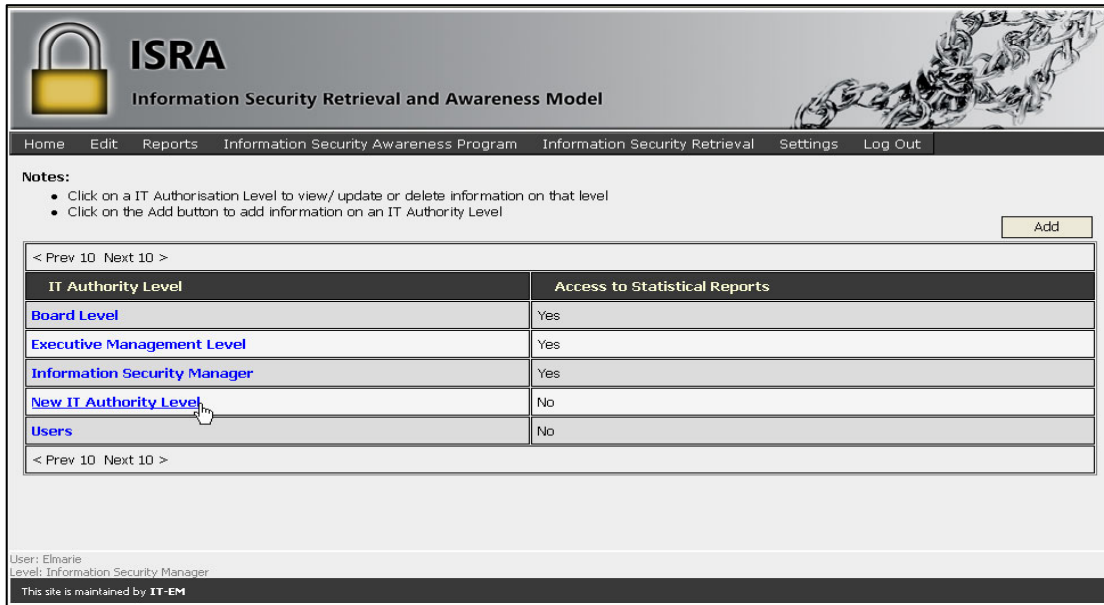 ISRA
Information Security Retrieval and Awareness Model
Home Edit Reports Information Security Awareness Program Information Security Retrieval Settings Log Out
Notes:
• Click on a IT Authorisation Level to view/ update or delete information on that level
• Click on the Add button to add information on an IT Authority Level
Add
< Prev 10 Next 10 >
IT Authority Level Access to Statistical Reports
Board Level Yes
Executive Management Level Yes
Information Security Manager Yes
New IT Authority Level No
Users No
< Prev 10 Next 10 >
User: Elmarie
Level: Information Security Manager
This site is maintained by IT-EM